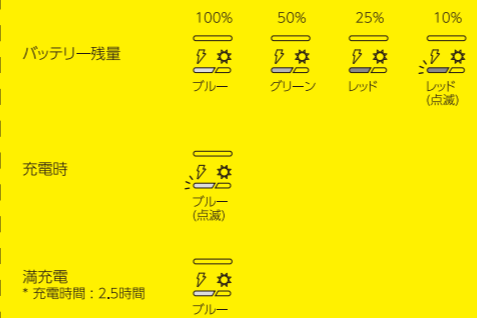 100% 50% 25% 10%
バッテリー残量
ブルー グリーン レッド レッド
(点滅)
充電時
ブルー
(点滅)
満充電
* 充電時間：2.5時間
ブルー